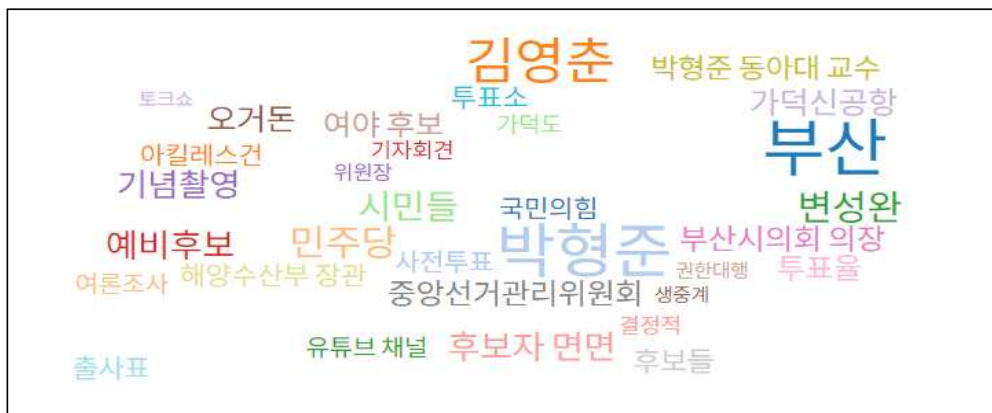 김영춘
박형준 동아대 교수
토크쇼
투표소
가덕신공항
오거돈
여야 후보
가덕도
부산
아킬레스건
기자회견
기념촬영
위원장
시민들
국민의힘
변성완
예비후보
민주당
박형준
부산시의회 의장
여론조사
해양수산부 장관
사전투표
권한대행
투표율
중앙선거관리위원회
생중계
유튜브 채널
후보자 면면
결정적
후보들
출사표